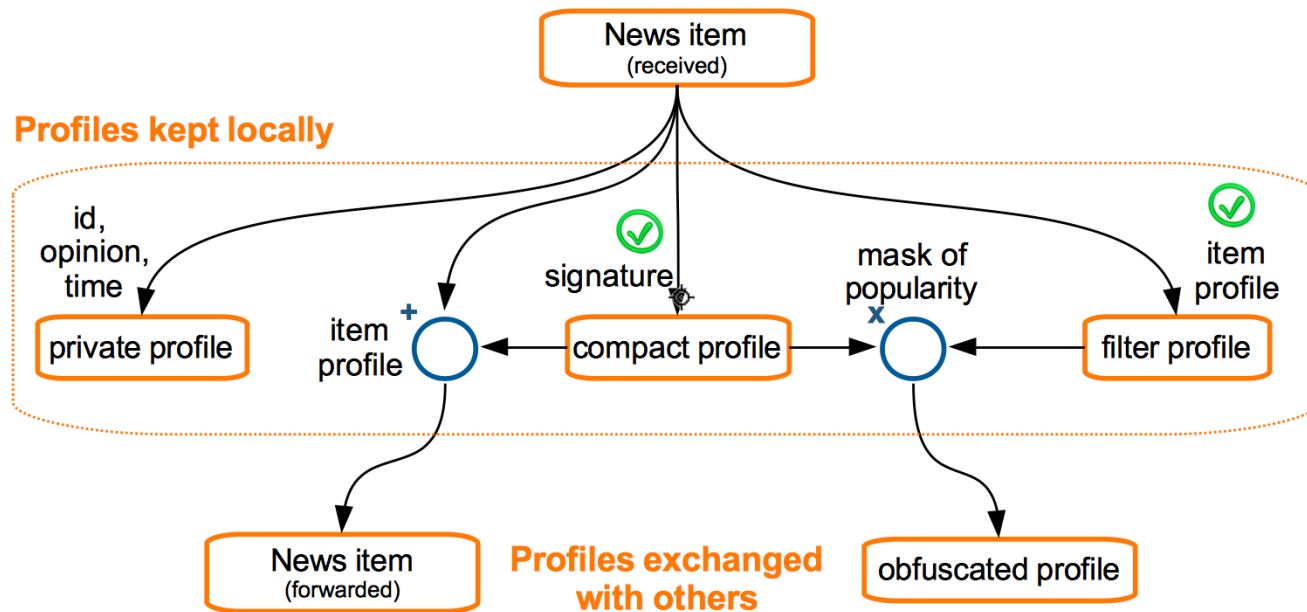 News item
(received)
Profiles kept locally
id,
opinion,
time
signature
mask of
popularity
item
profile
+
x
item
profile
private profile
compact profile
filter profile
News item
(forwarded)
Profiles exchanged
with others
obfuscated profile